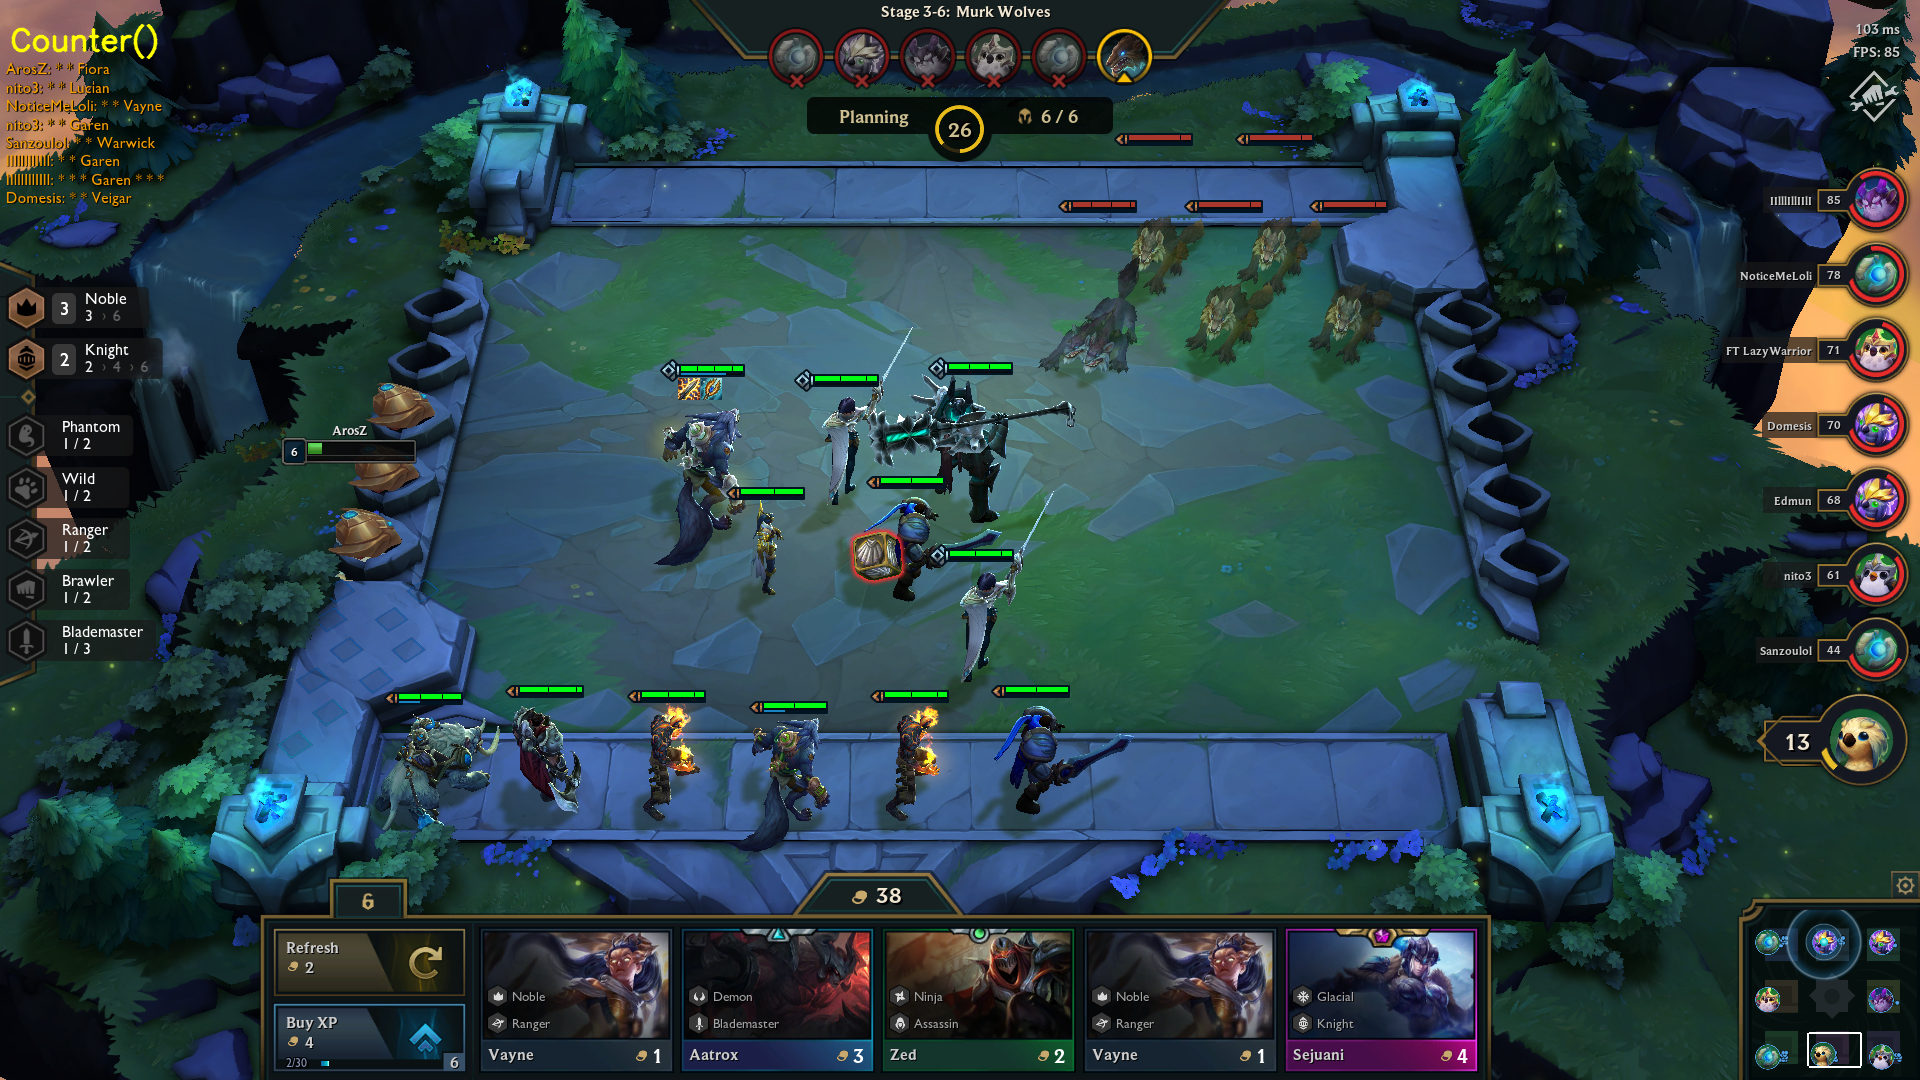 Stage 3-6: Murk Wolves
103 ms
FPS: 85
Counter()
ArosZ: * * Fiora
nito3: * * Lucian
NoticeMeLoli: * * Vayne
nito3: * * Garen
Sanzoulol: * * Warwick
* * Garen
* * * Garen * * *
Domesis: * * Veigar
Planning
26
6 / 6
85
NoticeMeLoli 78
FT LazyWarrior 71
Domesis 70
Edmun 68
nito3 61
Sanzoulol 44
13
3 Noble
3 › 6
2 Knight
2 › 4 › 6
Phantom
1 / 2
Wild
1 / 2
Ranger
1 / 2
Brawler
1 / 2
Blademaster
1 / 3
ArosZ
6
6
38
Refresh
2
Buy XP
4
2/30
6
Noble
Ranger
Vayne 1
Demon
Blademaster
Aatrox 3
Ninja
Assassin
Zed 2
Noble
Ranger
Vayne 1
Glacial
Knight
Sejuani 4